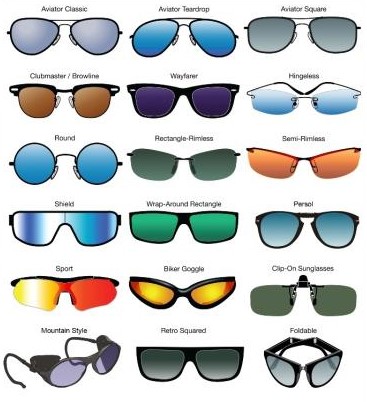 Aviator Classic
Aviator Teardrop
Aviator Square
Clubmaster / Browline
Wayfarer
Hingeless
Round
Rectangle-Rimless
Semi-Rimless
Shield
Wrap-Around Rectangle
Persol
Sport
Biker Goggle
Clip-On Sunglasses
Mountain Style
Retro Squared
Foldable